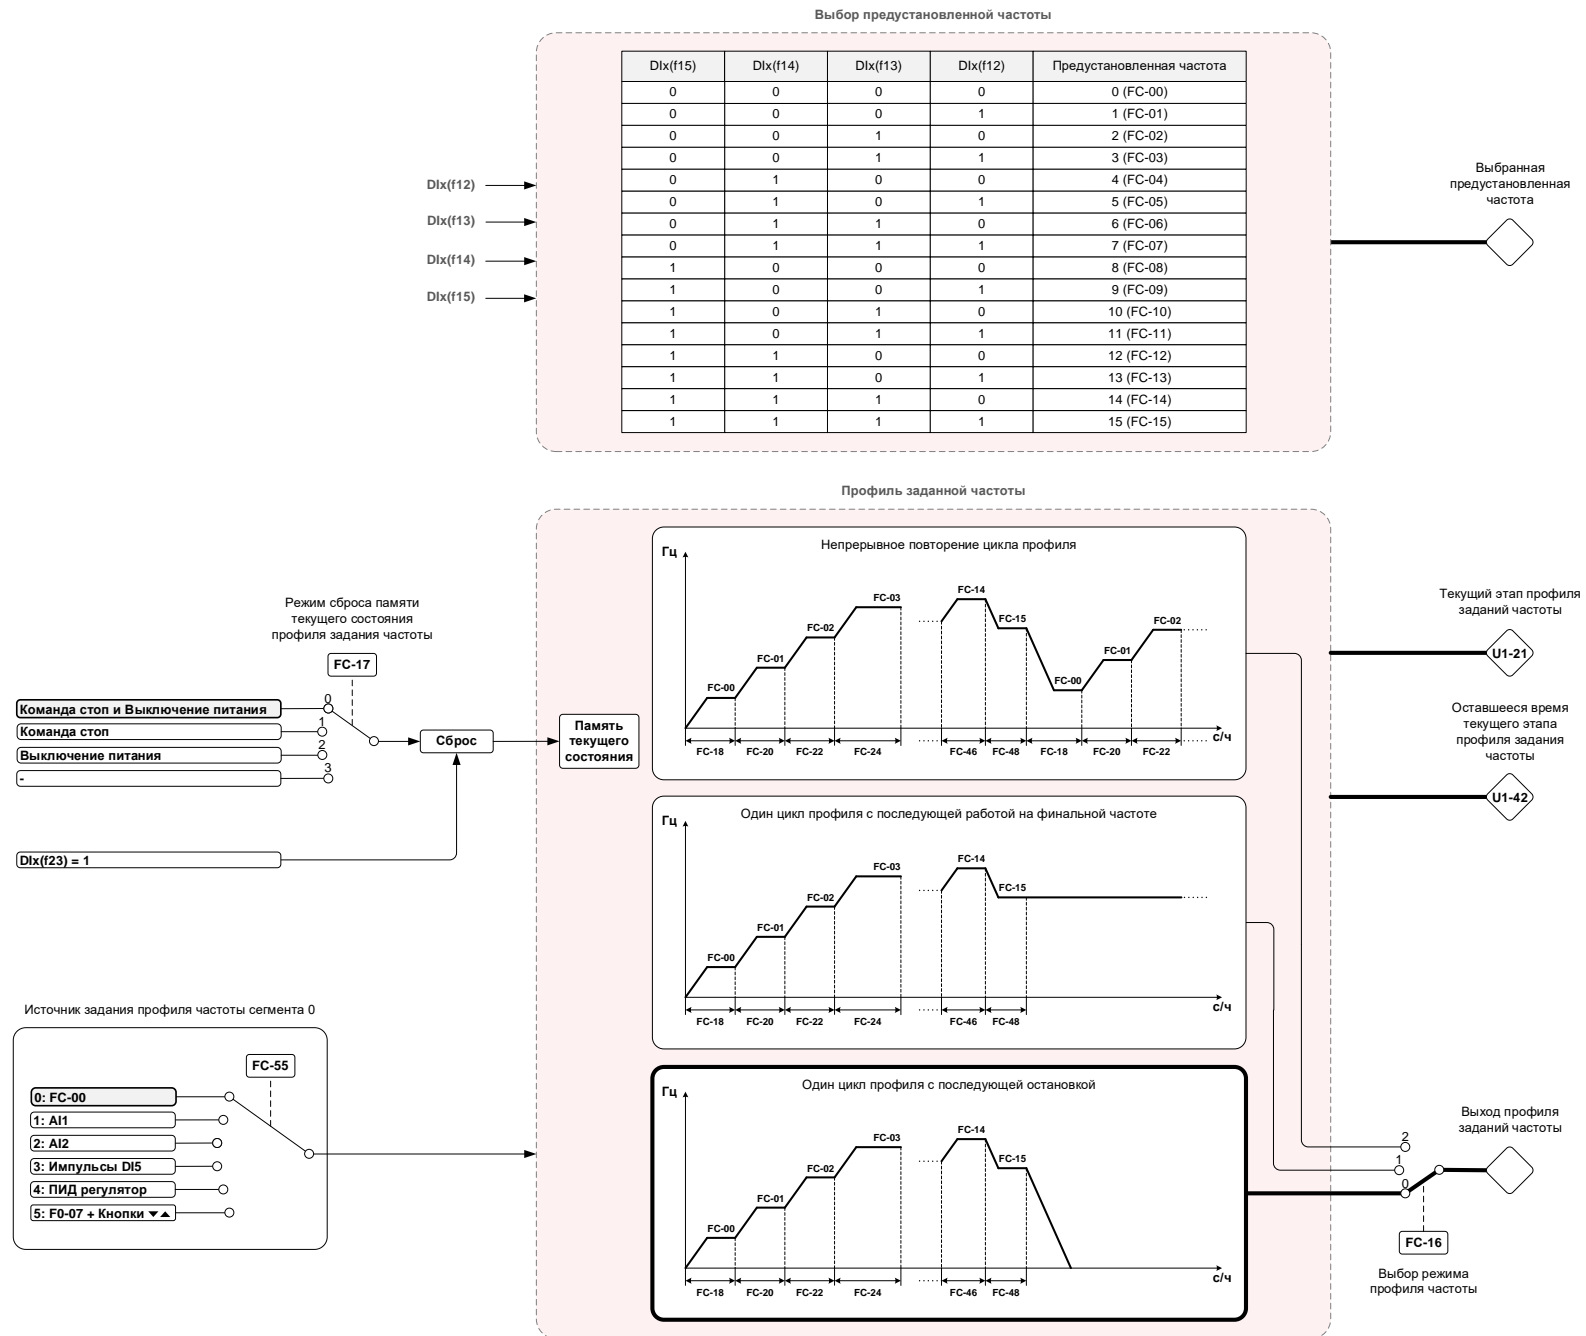 Выбор предустановленной частоты
DIx(f15) DIx(f14) DIx(f13) DIx(f12) Предустановленная частота
0 0 0 0 0 (FC-00)
0 0 0 1 1 (FC-01)
0 0 1 0 2 (FC-02)
0 0 1 1 3 (FC-03)
0 1 0 0 4 (FC-04)
0 1 0 1 5 (FC-05)
0 1 1 0 6 (FC-06)
0 1 1 1 7 (FC-07)
1 0 0 0 8 (FC-08)
1 0 0 1 9 (FC-09)
1 0 1 0 10 (FC-10)
1 0 1 1 11 (FC-11)
1 1 0 0 12 (FC-12)
1 1 0 1 13 (FC-13)
1 1 1 0 14 (FC-14)
1 1 1 1 15 (FC-15)
DIx(f12)
DIx(f13)
DIx(f14)
DIx(f15)
Выбранная
предустановленная
частота
Профиль заданной частоты
Режим сброса памяти
текущего состояния
профиля задания частоты
FC-17
Команда стоп и Выключение питания
0
Команда стоп
1
Выключение питания
2
-
3
DIx(f23) = 1
Сброс
Память
текущего
состояния
Непрерывное повторение цикла профиля
Гц
FC-00
FC-01
FC-02
FC-03
......
FC-14
FC-15
FC-00
FC-01
FC-02
......
с/ч
FC-18 FC-20 FC-22 FC-24 ...... FC-46 FC-48 FC-18 FC-20 FC-22 ......
Один цикл профиля с последующей работой на финальной частоте
Гц
FC-00
FC-01
FC-02
FC-03
......
FC-14
FC-15
......
с/ч
FC-18 FC-20 FC-22 FC-24 ...... FC-46 FC-48
Один цикл профиля с последующей остановкой
Гц
FC-00
FC-01
FC-02
FC-03
......
FC-14
FC-15
с/ч
FC-18 FC-20 FC-22 FC-24 ...... FC-46 FC-48
Источник задания профиля частоты сегмента 0
FC-55
0: FC-00
1: AI1
2: AI2
3: Импульсы DI5
4: ПИД регулятор
5: F0-07 + Кнопки ▼▲
Текущий этап профиля
заданий частоты
U1-21
Оставшееся время
текущего этапа
профиля задания
частоты
U1-42
Выход профиля
заданий частоты
2
1
0
FC-16
Выбор режима
профиля частоты